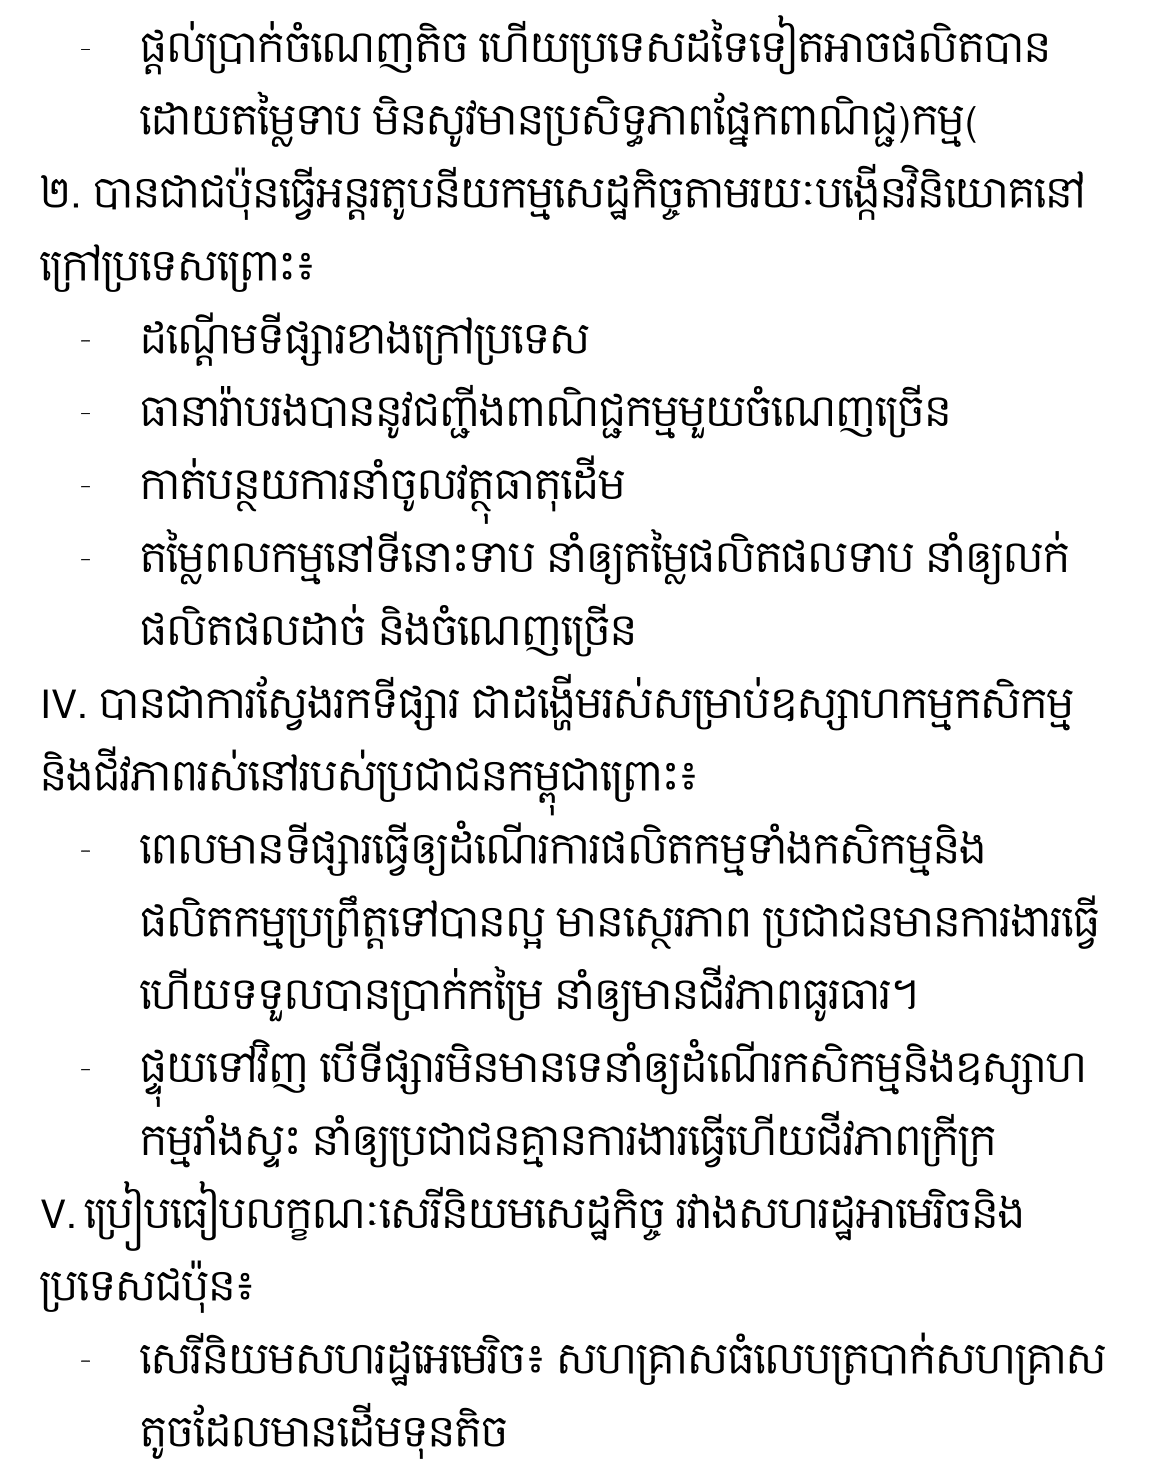 - ផ្តល់ប្រាក់ចំណេញតិច ហើយប្រទេសដទៃទៀតអាចផលិតបាន
ដោយតម្លៃទាប មិនសូវមានប្រសិទ្ធភាពផ្នែកពាណិជ្ជ)កម្ម(
២. បានជាជប៉ុនធ្វើអន្តរតូបនីយកម្មសេដ្ឋកិច្ចតាមរយៈបង្កើនវិនិយោគនៅ
ក្រៅប្រទេសព្រោះ៖
- ដណ្តើមទីផ្សារខាងក្រៅប្រទេស
- ធានារ៉ាប់រងបាននូវជញ្ជីងពាណិជ្ជកម្មមួយចំណេញច្រើន
- កាត់បន្ថយការនាំចូលវត្ថុធាតុដើម
- តម្លៃពលកម្មនៅទីនោះទាប នាំឲ្យតម្លៃផលិតផលទាប នាំឲ្យលក់
ផលិតផលដាច់ និងចំណេញច្រើន
IV. បានជាការស្វែងរកទីផ្សារ ជាដង្ហើមរស់សម្រាប់ឧស្សាហកម្មកសិកម្ម
និងជីវភាពរស់នៅរបស់ប្រជាជនកម្ពុជាព្រោះ៖
- ពេលមានទីផ្សារធ្វើឲ្យដំណើរការផលិតកម្មទាំងកសិកម្មនិង
ផលិតកម្មប្រព្រឹត្តទៅបានល្អ មានស្ថេរភាព ប្រជាជនមានការងារធ្វើ
ហើយទទួលបានប្រាក់កម្រៃ នាំឲ្យមានជីវភាពធូរធារ។
- ផ្ទុយទៅវិញ បើទីផ្សារមិនមានទេនាំឲ្យដំណើរកសិកម្មនិងឧស្សាហ
កម្មរាំងស្ទះ នាំឲ្យប្រជាជនគ្មានការងារធ្វើហើយជីវភាពក្រីក្រ
V. ប្រៀបធៀបលក្ខណៈសេរីនិយមសេដ្ឋកិច្ច រវាងសហរដ្ឋអាមេរិចនិង
ប្រទេសជប៉ុន៖
- សេរីនិយមសហរដ្ឋអេមេរិច៖ សហគ្រាសធំលេបត្របាក់សហគ្រាស
តូចដែលមានដើមទុនតិច